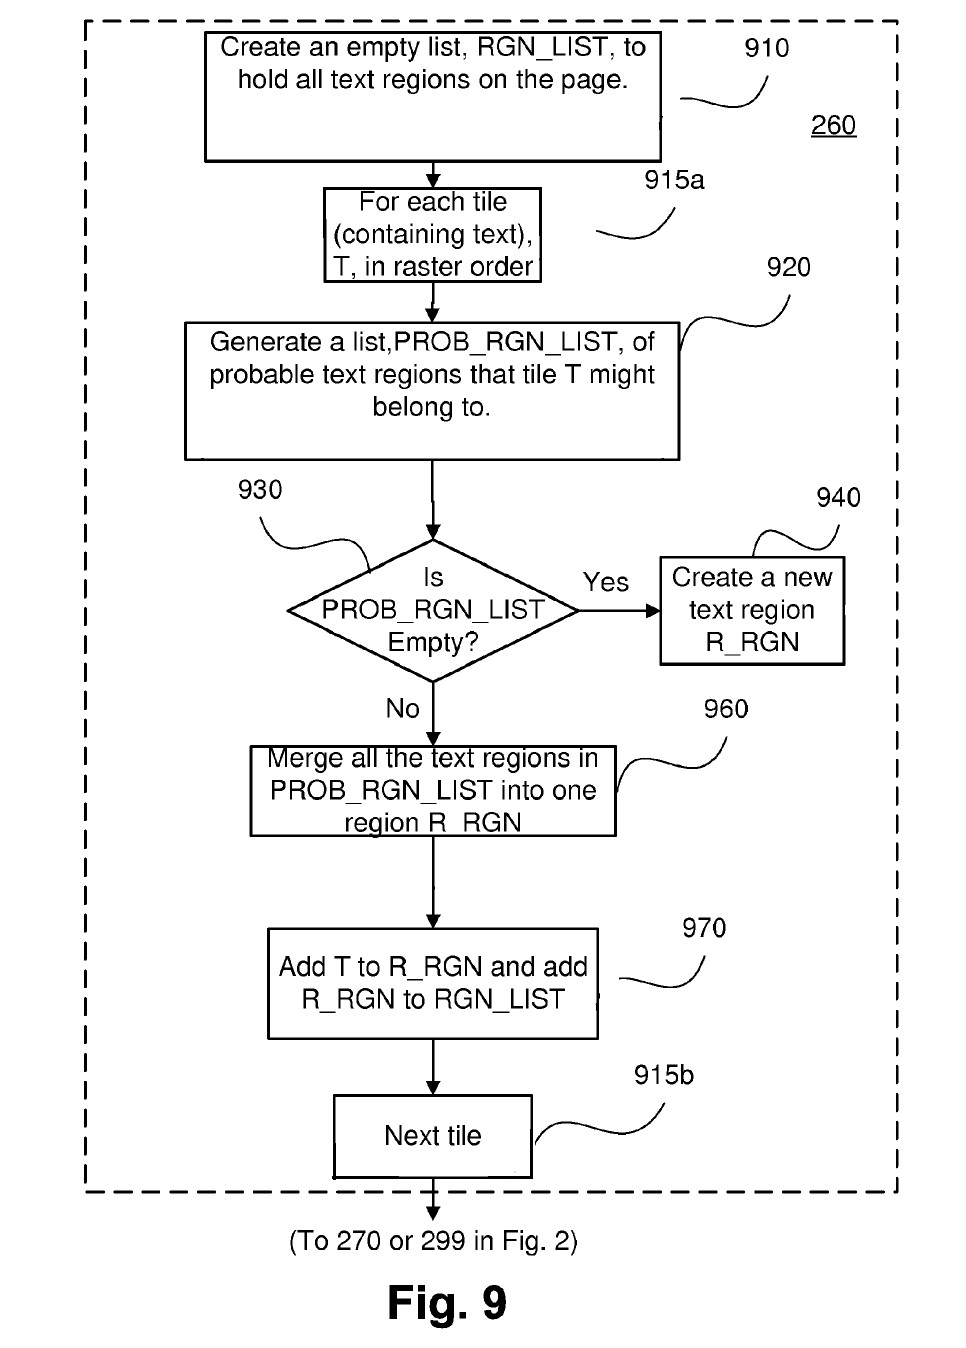 Create an empty list, RGN_LIST, to
hold all text regions on the page.
910
260
915a
For each tile
(containing text),
T, in raster order
920
Generate a list,PROB_RGN_LIST, of
probable text regions that tile T might
belong to.
930
940
Is
PROB_RGN_LIST
Empty?
Yes
Create a new
text region
R_RGN
No
960
Merge all the text regions in
PROB_RGN_LIST into one
region R_RGN
970
Add T to R_RGN and add
R_RGN to RGN_LIST
915b
Next tile
(To 270 or 299 in Fig. 2)
Fig. 9